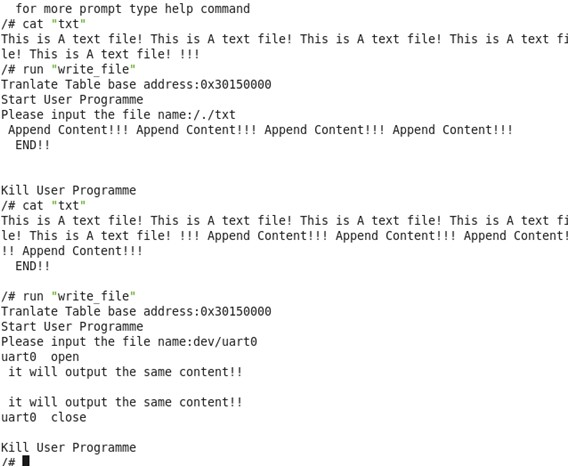 for more prompt type help command
/# cat "txt"
This is A text file! This is A text file! This is A text file! This is A text fi
le! This is A text file! !!!
/# run "write_file"
Tranlate Table base address:0x30150000
Start User Programme
Please input the file name:/./txt
Append Content!!! Append Content!!! Append Content!!! Append Content!!!
END!!
Kill User Programme
/# cat "txt"
This is A text file! This is A text file! This is A text file! This is A text fi
le! This is A text file! !!! Append Content!!! Append Content!!! Append Content!
!! Append Content!!!
END!!
/# run "write_file"
Tranlate Table base address:0x30150000
Start User Programme
Please input the file name:dev/uart0
uart0  open
it will output the same content!!
it will output the same content!!
uart0  close
Kill User Programme
/#